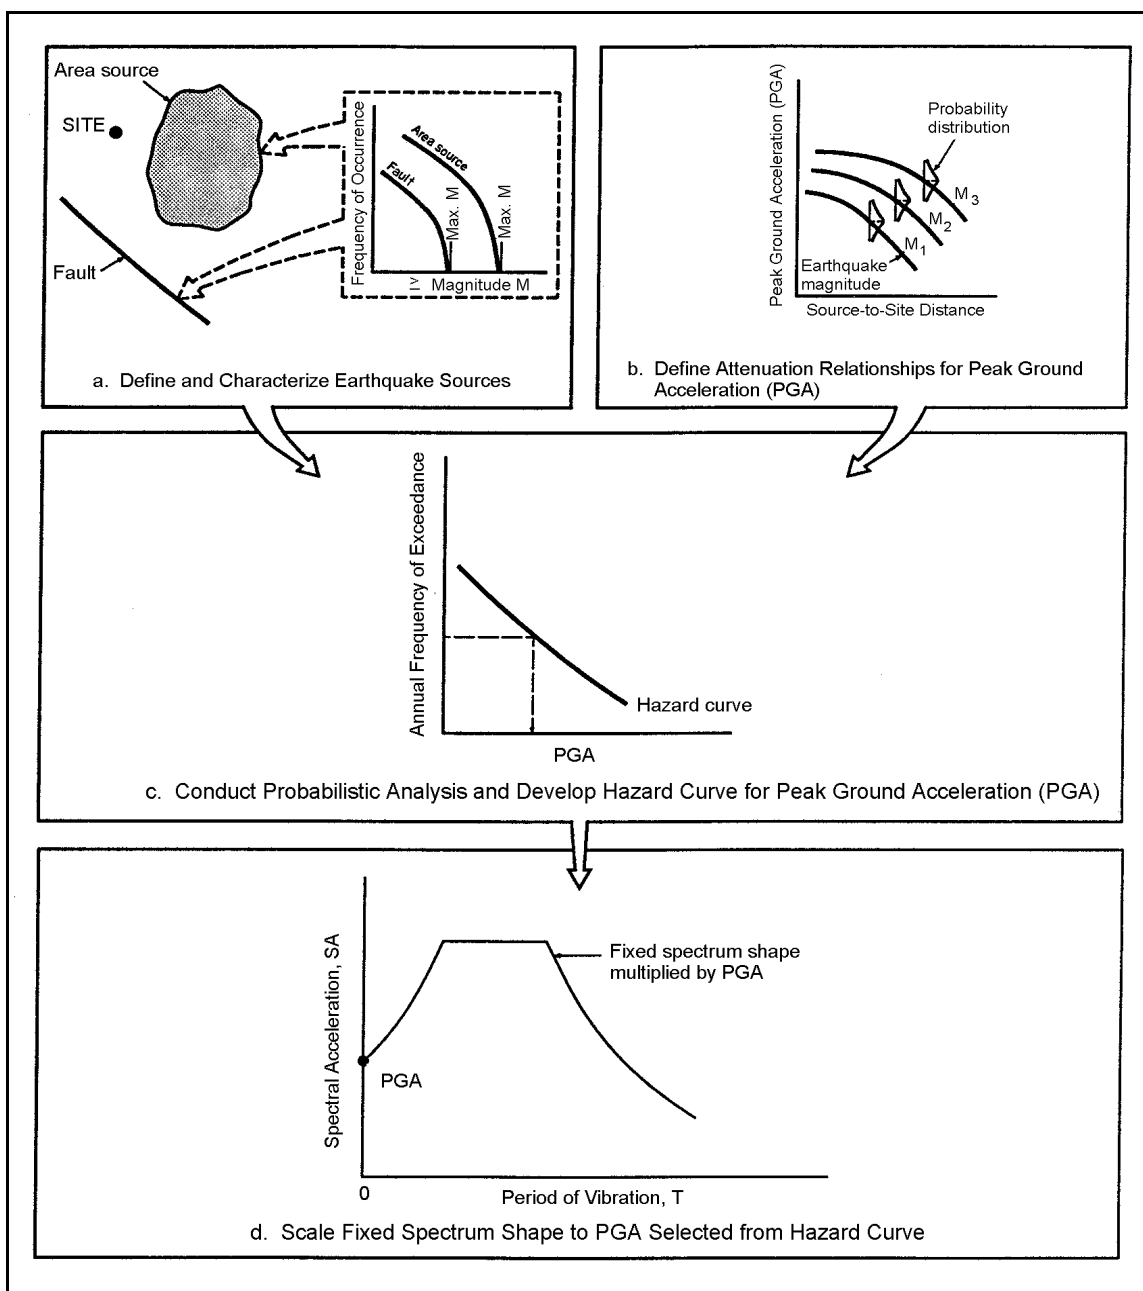 Area source
SITE
Fault
Frequency of Occurrence
Area source
Fault
Max. M
Max. M
≥ Magnitude M
a. Define and Characterize Earthquake Sources
Peak Ground Acceleration (PGA)
Probability
distribution
M3
M2
M1
Earthquake
magnitude
Source-to-Site Distance
b. Define Attenuation Relationships for Peak Ground
Acceleration (PGA)
Annual Frequency of Exceedance
Hazard curve
PGA
c. Conduct Probabilistic Analysis and Develop Hazard Curve for Peak Ground Acceleration (PGA)
Spectral Acceleration, SA
Fixed spectrum shape
multiplied by PGA
PGA
0
Period of Vibration, T
d. Scale Fixed Spectrum Shape to PGA Selected from Hazard Curve